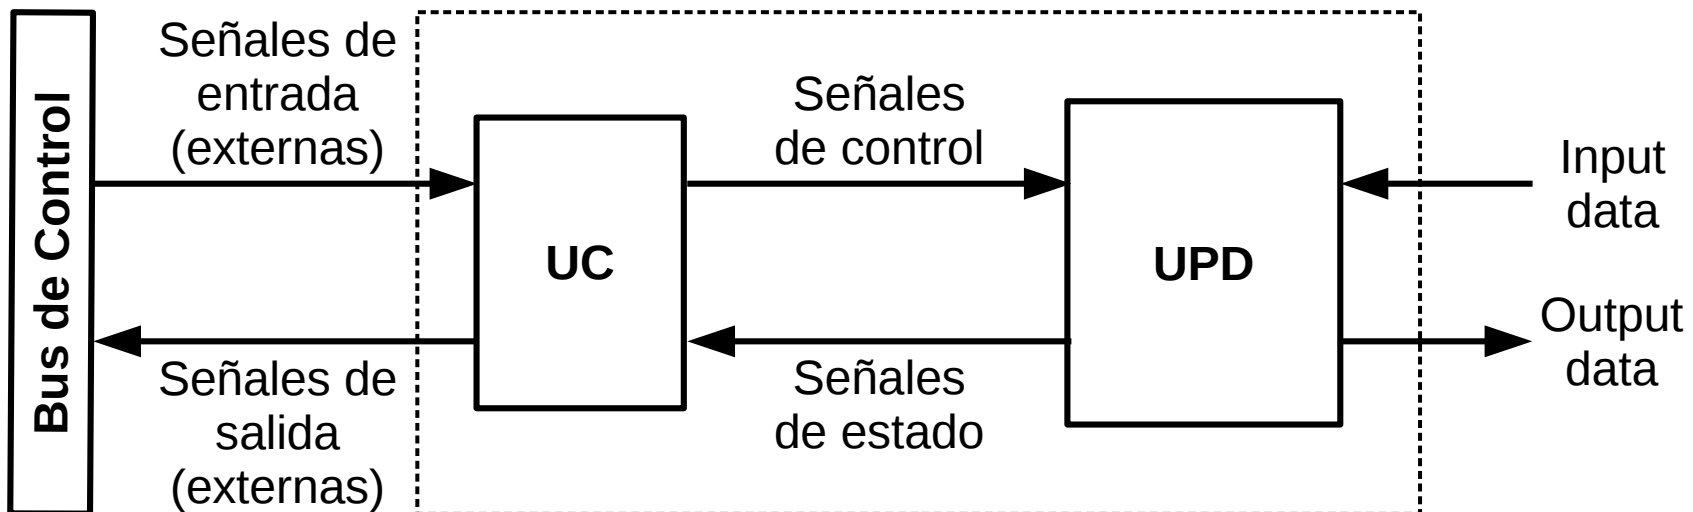 Bus de Control
Señales de
entrada
(externas)
Señales de
salida
(externas)
UC
Señales
de control
Señales
de estado
UPD
Input
data
Output
data